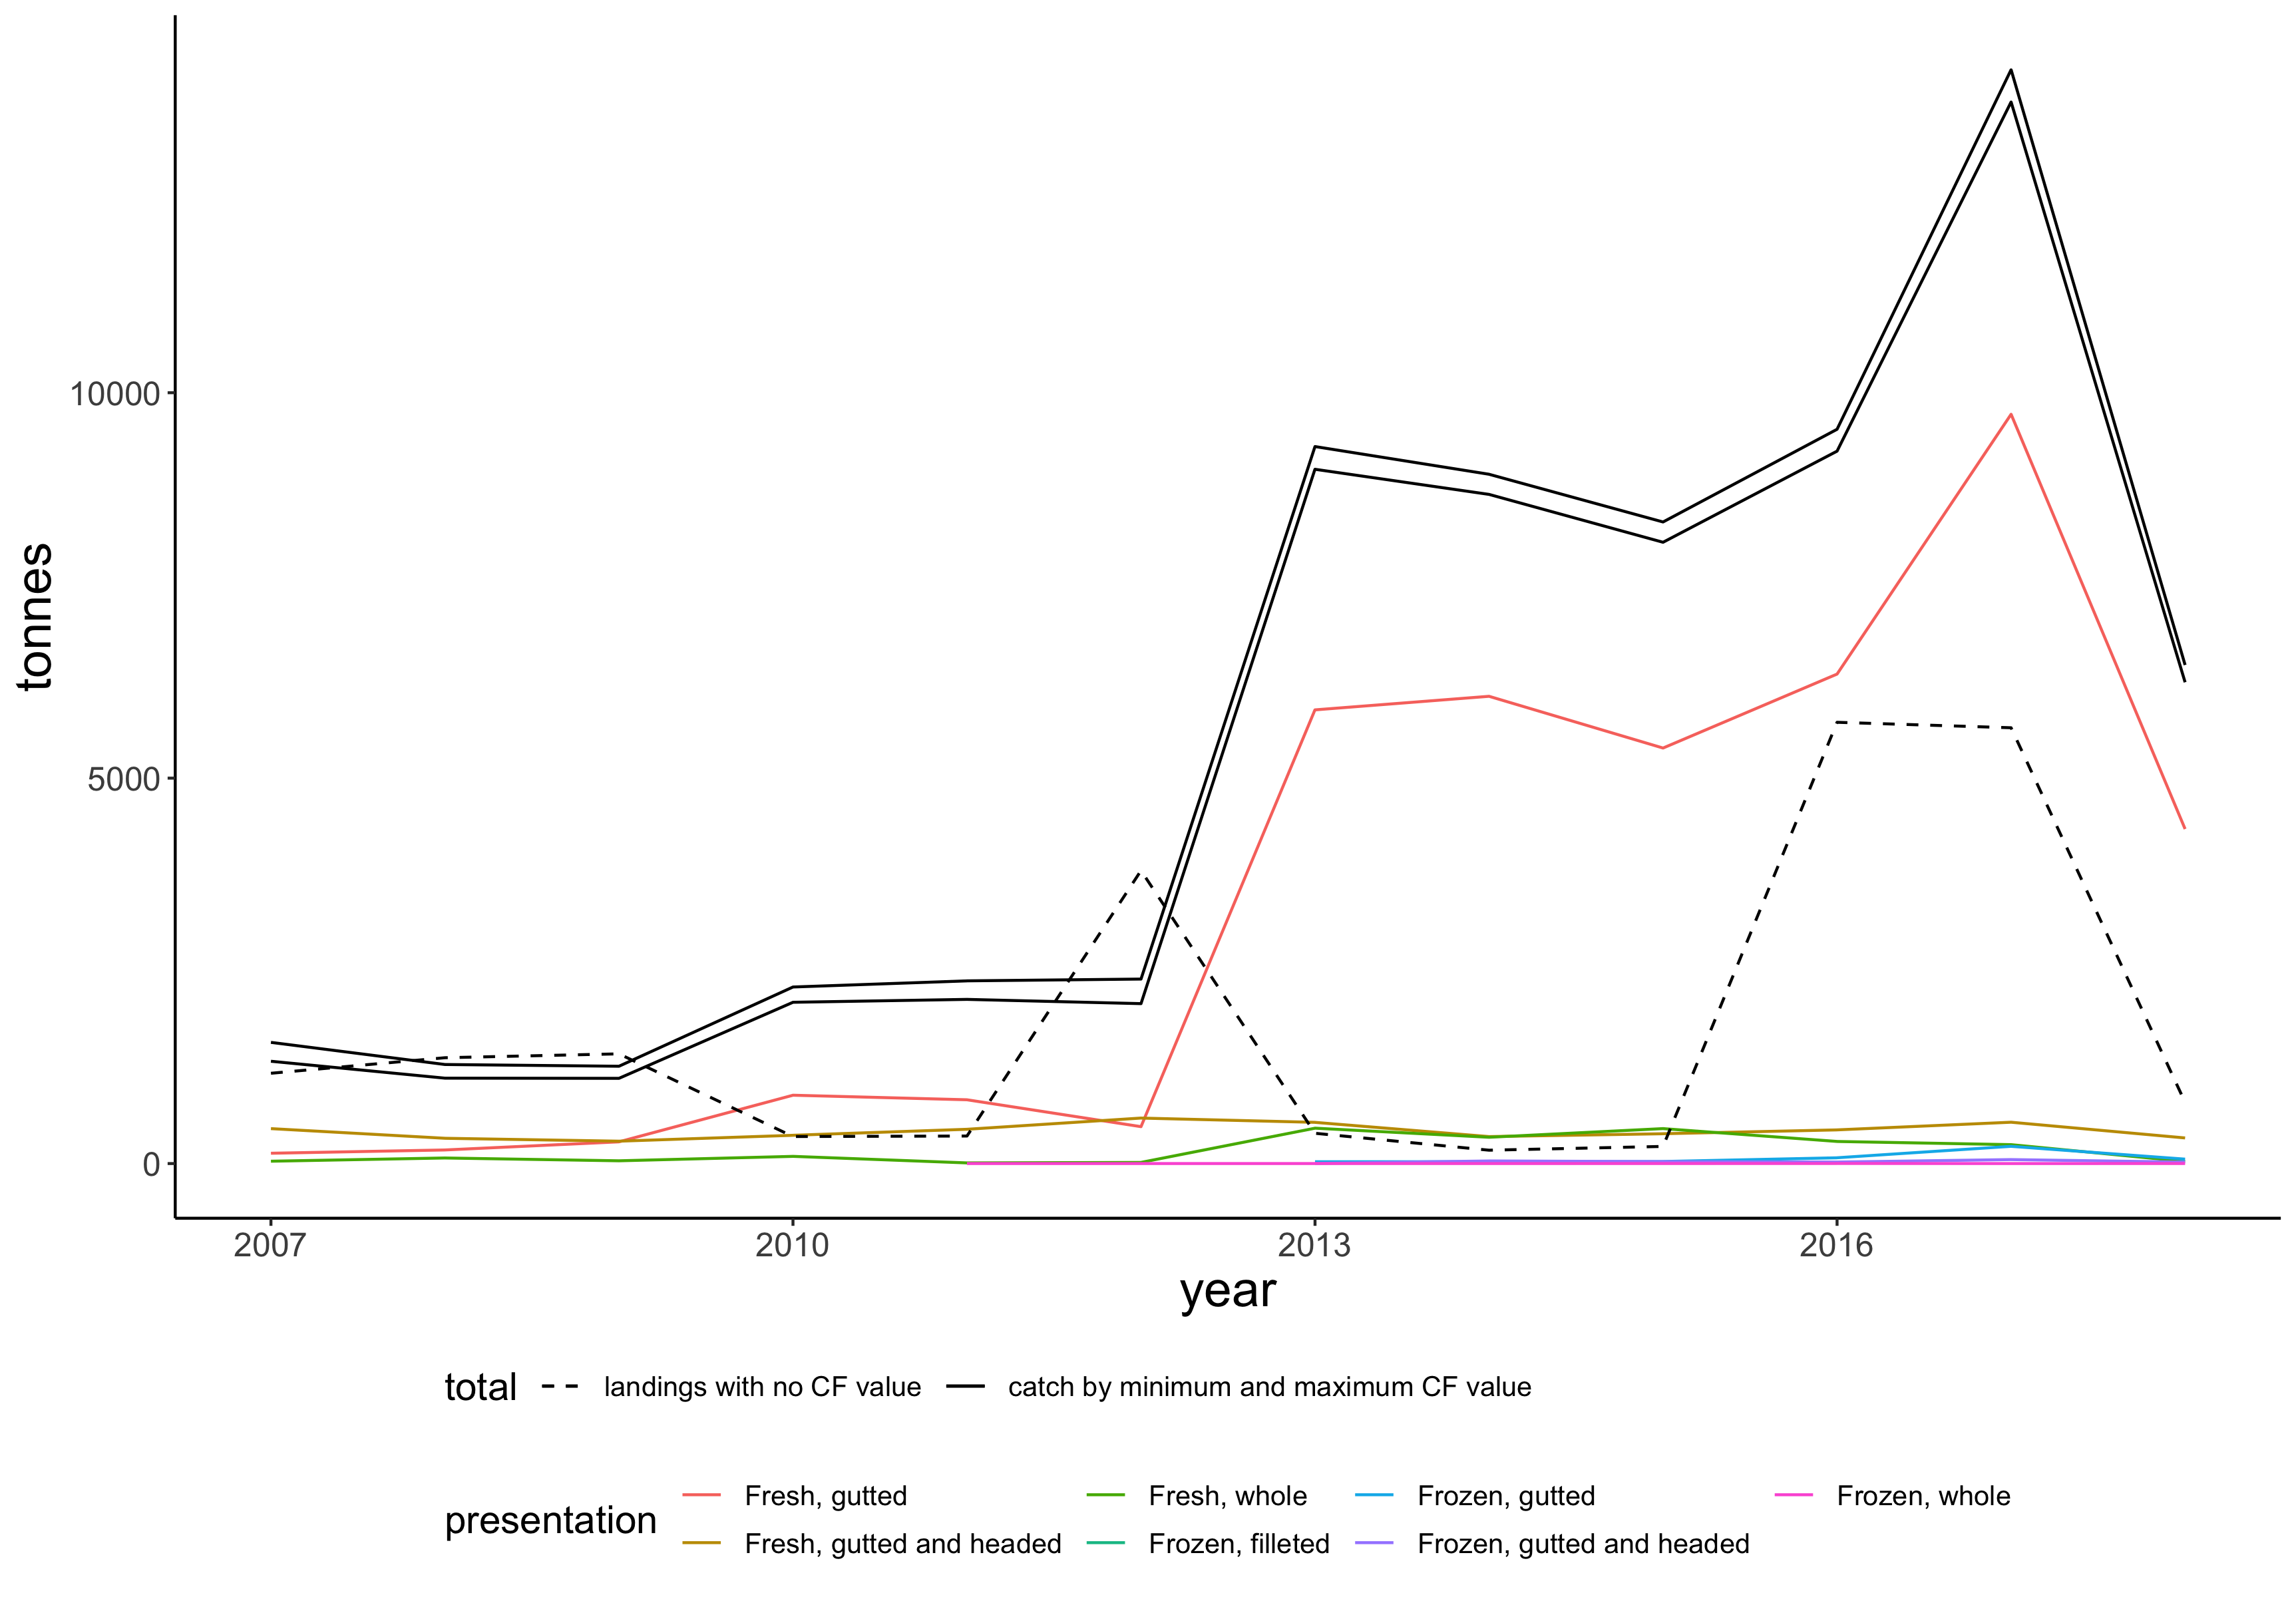 10000
5000
0
tonnes
2007 2010 2013 2016
year
total landings with no CF value catch by minimum and maximum CF value
presentation
Fresh, gutted Fresh, whole Frozen, gutted Frozen, whole
Fresh, gutted and headed Frozen, filleted Frozen, gutted and headed